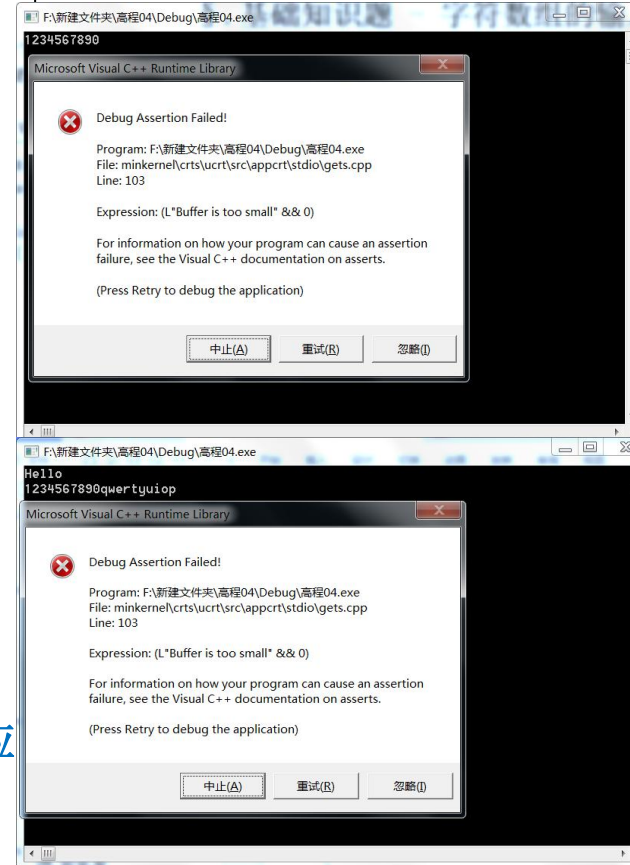 F:\新建文件夹\高程04\Debug\高程04.exe
1234567890
Microsoft Visual C++ Runtime Library
Debug Assertion Failed!
Program: F:\新建文件夹\高程04\Debug\高程04.exe
File: minkernel\crts\ucrt\src\appcrt\stdio\gets.cpp
Line: 103
Expression: (L"Buffer is too small" && 0)
For information on how your program can cause an assertion
failure, see the Visual C++ documentation on asserts.
(Press Retry to debug the application)
中止(A) 重试(R) 忽略(I)
F:\新建文件夹\高程04\Debug\高程04.exe
Hello
1234567890qwertyuiop
Microsoft Visual C++ Runtime Library
Debug Assertion Failed!
Program: F:\新建文件夹\高程04\Debug\高程04.exe
File: minkernel\crts\ucrt\src\appcrt\stdio\gets.cpp
Line: 103
Expression: (L"Buffer is too small" && 0)
For information on how your program can cause an assertion
failure, see the Visual C++ documentation on asserts.
(Press Retry to debug the application)
中止(A) 重试(R) 忽略(I)